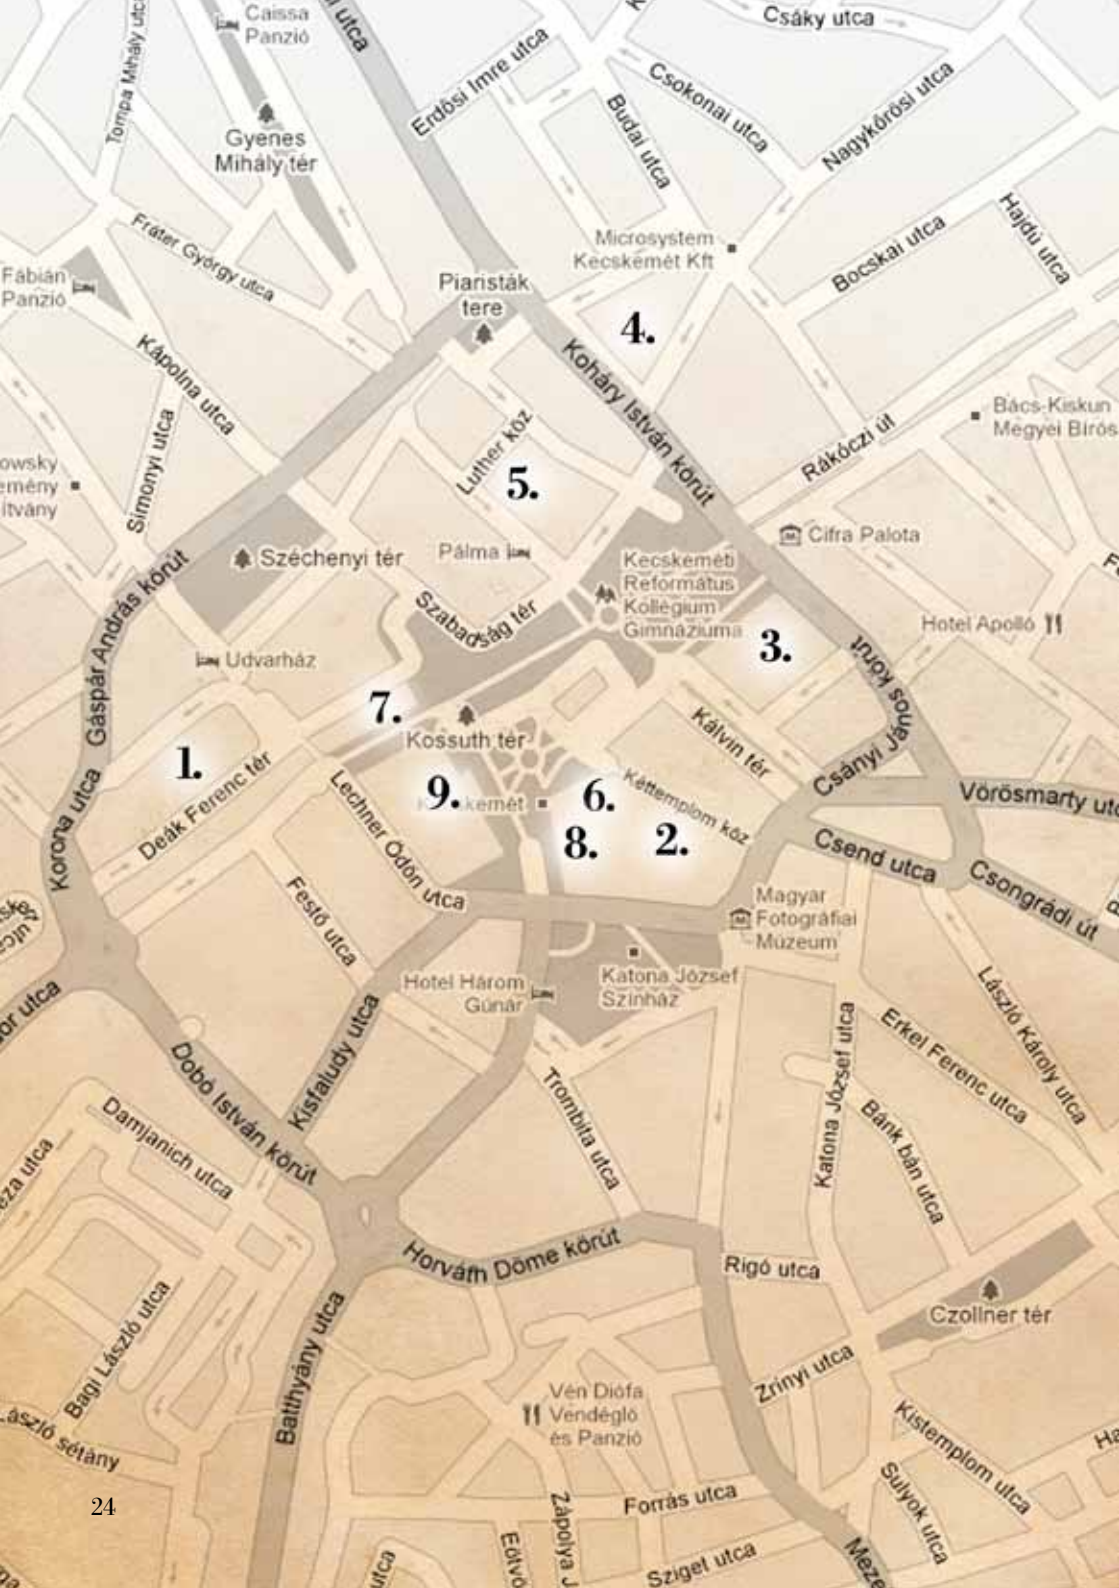 Caissa
Panzió
Csáky utca
Tompa Mihály
utca
Erdősi Imre utca
Csokonai utca
Budai utca
Nagykőrösi utca
Gyenes
Mihály tér
Hajdú utca
Fráter György utca
Microsystem
Kecskemét Kft
Bocskai utca
Fábián
Panzió
Piaristák
tere
4.
Kápolna utca
Koháry István körút
Simonyi utca
Luther köz
5.
Rákóczi út
Bács-Kiskun
Megyei
Széchenyi tér
Pálma
Cifra Palota
Kecskeméti
Református
Kollégium
Gimnáziuma
Gáspár András körút
Szabadság tér
Hotel Apolló
3.
Udvarház
7.
Kossuth tér
Kálvin tér
Csányi János körút
1.
Deák Ferenc tér
9.
6.
Kéttemplom köz
8.
2.
Vörösmarty
Korona utca
Lechner Ödön utca
Csend utca
Csongrádi út
Festő utca
Magyar
Fotográfiai
Múzeum
Hotel Három
Gúnár
Katona József
Színház
László Károly utca
Kisfaludy utca
Dobó István körút
Erkel Ferenc utca
Katona József utca
Bánk bán utca
Trombita utca
Damjanich utca
Horváth Döme körút
Rigó utca
Czollner tér
Bagi László utca
Batthyány utca
Zrínyi utca
Vén Diófa
Vendéglő
és Panzió
László sétány
Kistemplom utca
Sulyok utca
24
Forrás utca
Zápolya J
Sziget utca
utca